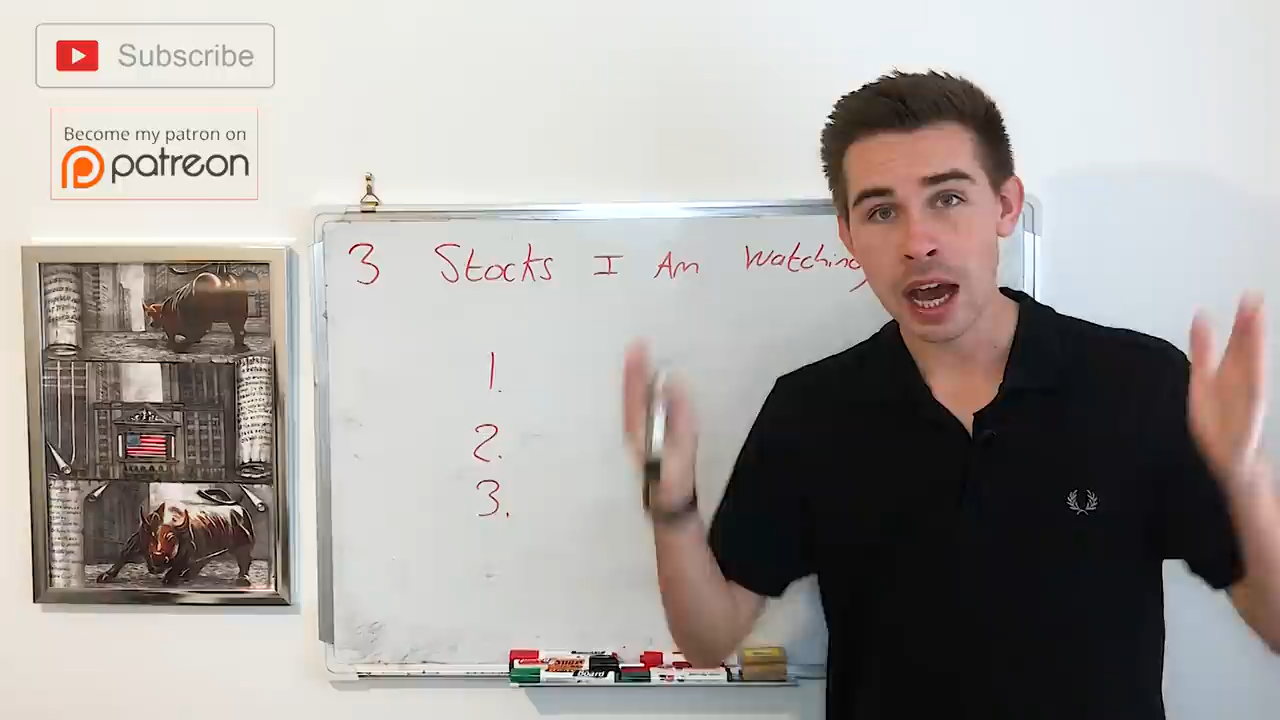 Subscribe
Become my patron on
patreon
3 Stocks I Am Watching
1.
2.
3.